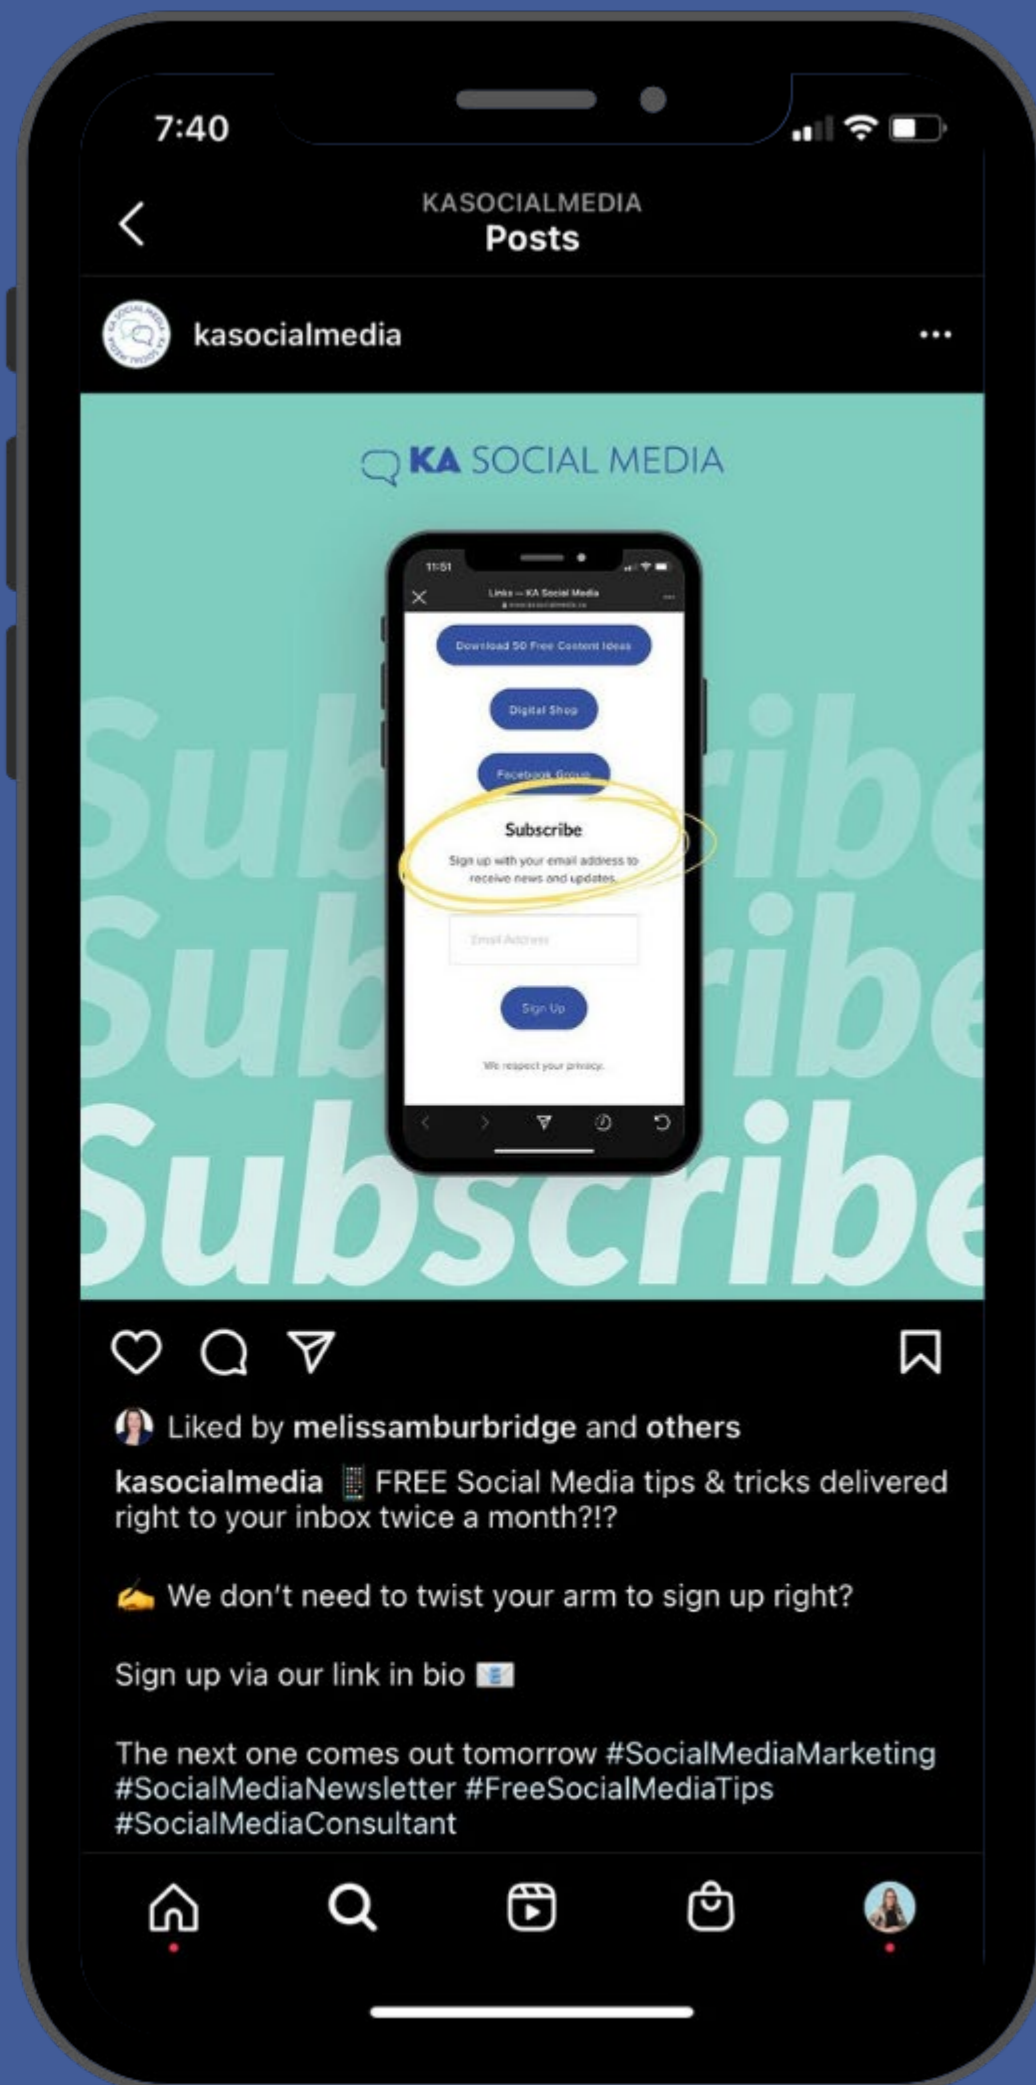 7:40
KASOCIALMEDIA
Posts
kasocialmedia
KA SOCIAL MEDIA
11:51
Links — KA Social Media
Download 50 Free Content Ideas
Digital Shop
Facebook Group
Subscribe
Sign up with your email address to
receive news and updates.
Email Address
Sign Up
We respect your privacy.
Subscribe
Subscribe
Subscribe
Liked by melissamburbridge and others
kasocialmedia 📱 FREE Social Media tips & tricks delivered
right to your inbox twice a month?!?
✍️ We don't need to twist your arm to sign up right?
Sign up via our link in bio 📧
The next one comes out tomorrow #SocialMediaMarketing
#SocialMediaNewsletter #FreeSocialMediaTips
#SocialMediaConsultant